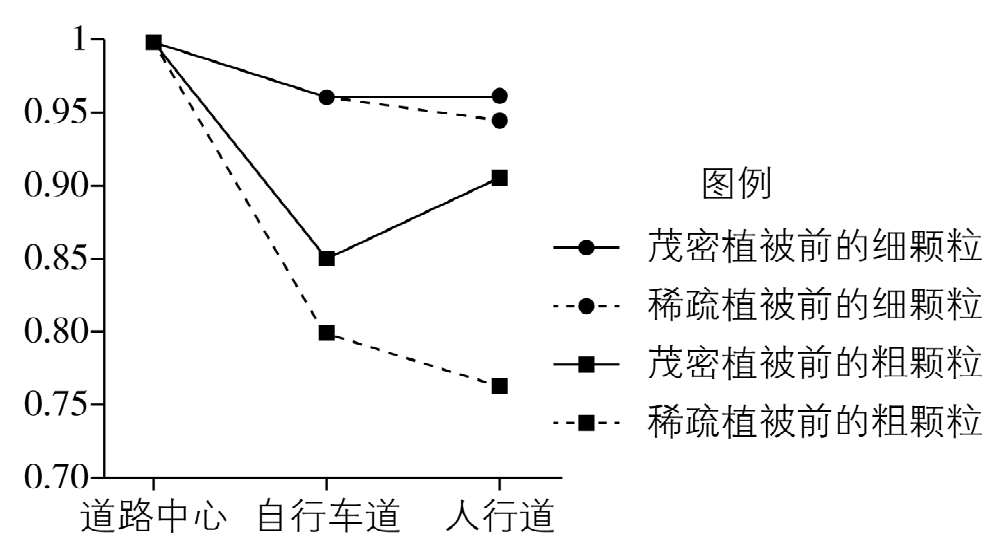 1
0.95
0.90
0.85
0.80
0.75
0.70
道路中心 自行车道 人行道
图例
茂密植被前的细颗粒
稀疏植被前的细颗粒
茂密植被前的粗颗粒
稀疏植被前的粗颗粒